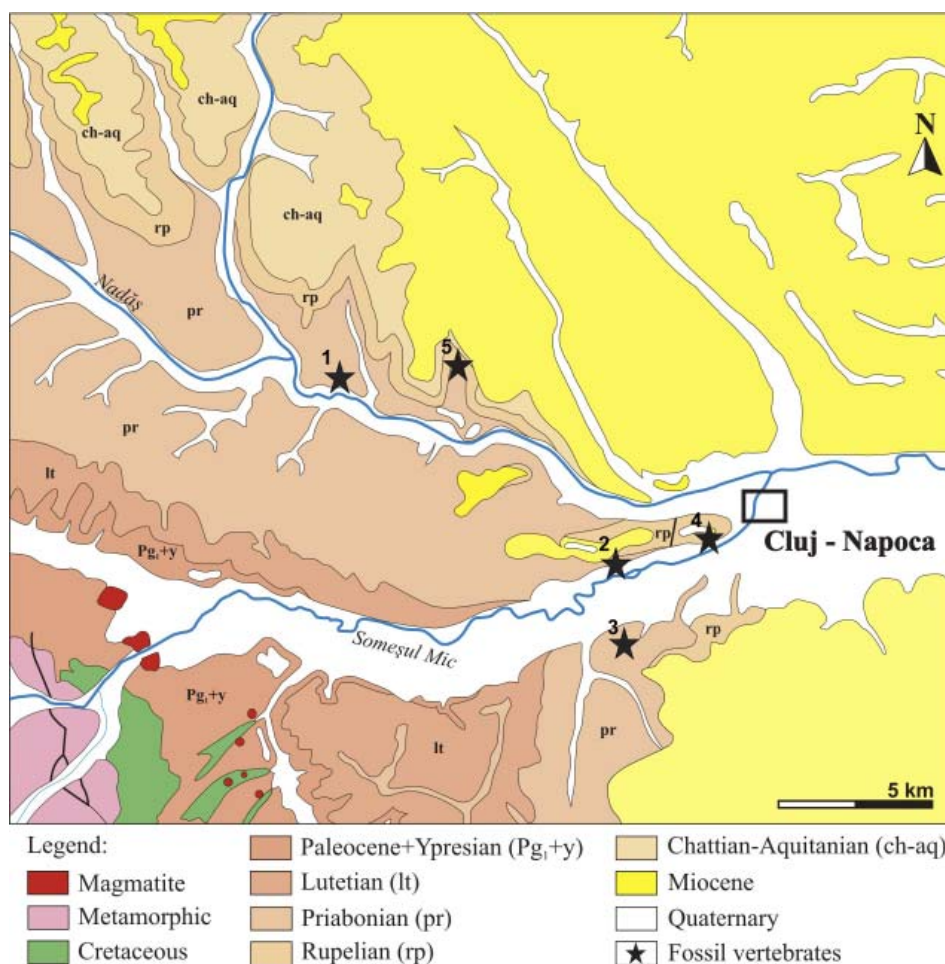 ch-aq
ch-aq
N
ch-aq
rp
Nadăş
rp
pr
1
5
pr
lt
rp
4
Cluj - Napoca
Pg₁+y
2
3
rp
Someşul Mic
Pg₁+y
lt
pr
5 km
Legend:
Magmatite
Metamorphic
Cretaceous
Paleocene+Ypresian (Pg₁+y)
Lutetian (lt)
Priabonian (pr)
Rupelian (rp)
Chattian-Aquitanian (ch-aq)
Miocene
Quaternary
Fossil vertebrates